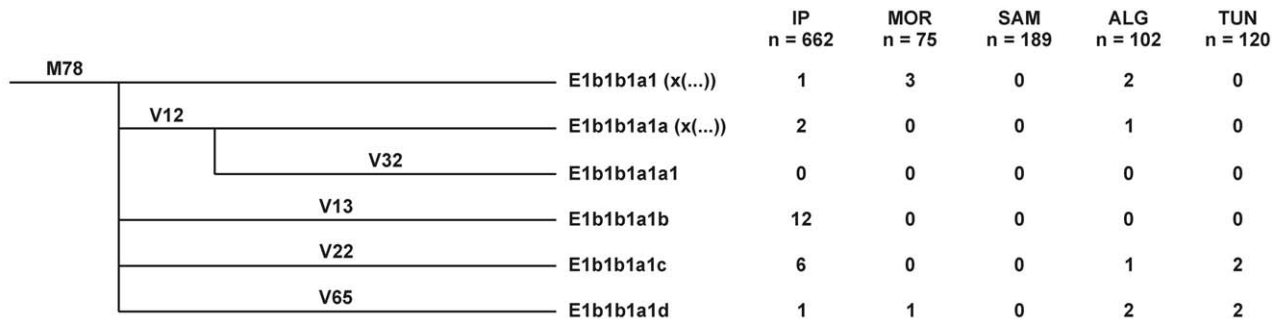 IP MOR SAM ALG TUN
n = 662 n = 75 n = 189 n = 102 n = 120
M78 E1b1b1a1 (x(...)) 1 3 0 2 0
V12 E1b1b1a1a (x(...)) 2 0 0 1 0
V32 E1b1b1a1a1 0 0 0 0 0
V13 E1b1b1a1b 12 0 0 0 0
V22 E1b1b1a1c 6 0 0 1 2
V65 E1b1b1a1d 1 1 0 2 2